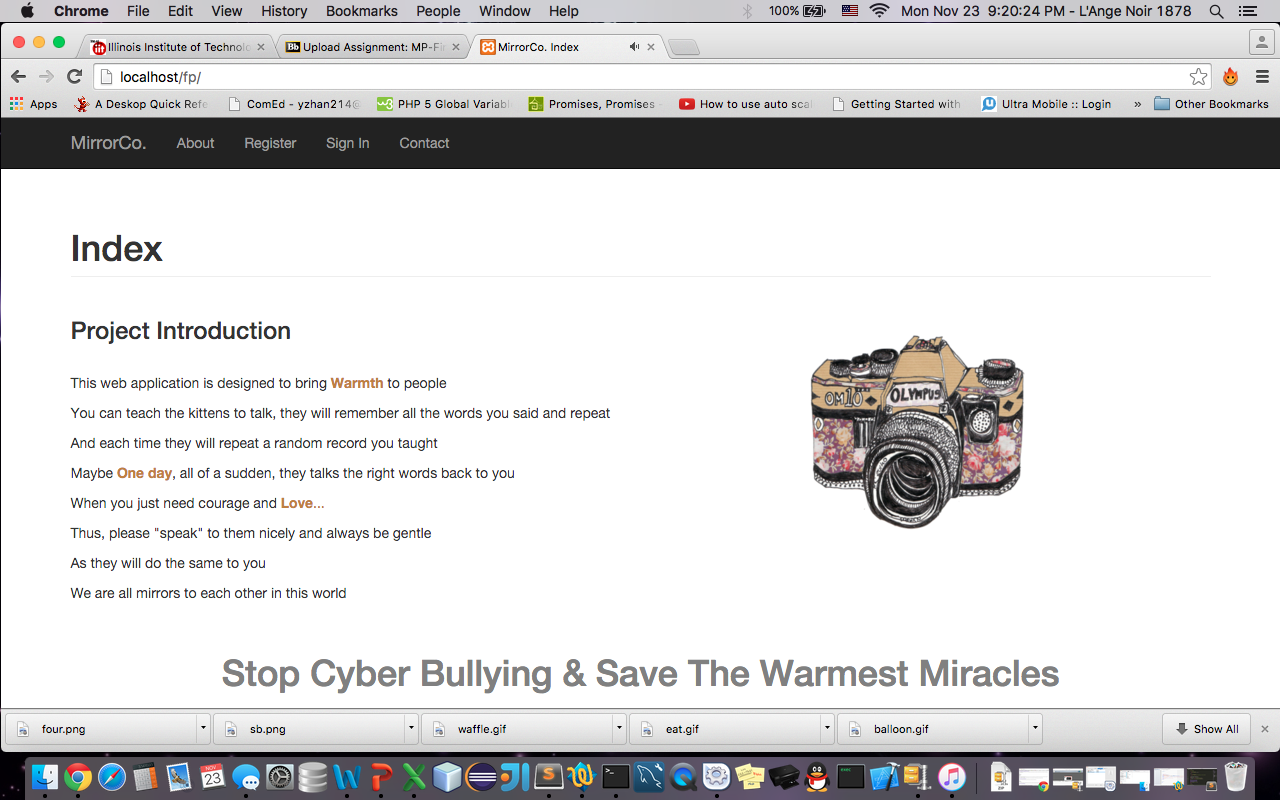 Chrome File Edit View History Bookmarks People Window Help 100% Mon Nov 23 9:20:24 PM - L'Ange Noir 1878
Illinois Institute of Technolo Upload Assignment: MP-Fi MirrorCo. Index
localhost/fp/
Apps A Deskop Quick Refe ComEd - yzhan214@ PHP 5 Global Variabl Promises, Promises - How to use auto scal Getting Started with Ultra Mobile :: Login » Other Bookmarks
MirrorCo. About Register Sign In Contact
Index
Project Introduction
This web application is designed to bring Warmth to people
You can teach the kittens to talk, they will remember all the words you said and repeat
And each time they will repeat a random record you taught
Maybe One day, all of a sudden, they talks the right words back to you
When you just need courage and Love...
Thus, please "speak" to them nicely and always be gentle
As they will do the same to you
We are all mirrors to each other in this world
OM10 OLYMPUS
Stop Cyber Bullying & Save The Warmest Miracles
four.png sb.png waffle.gif eat.gif balloon.gif Show All
NOV 23